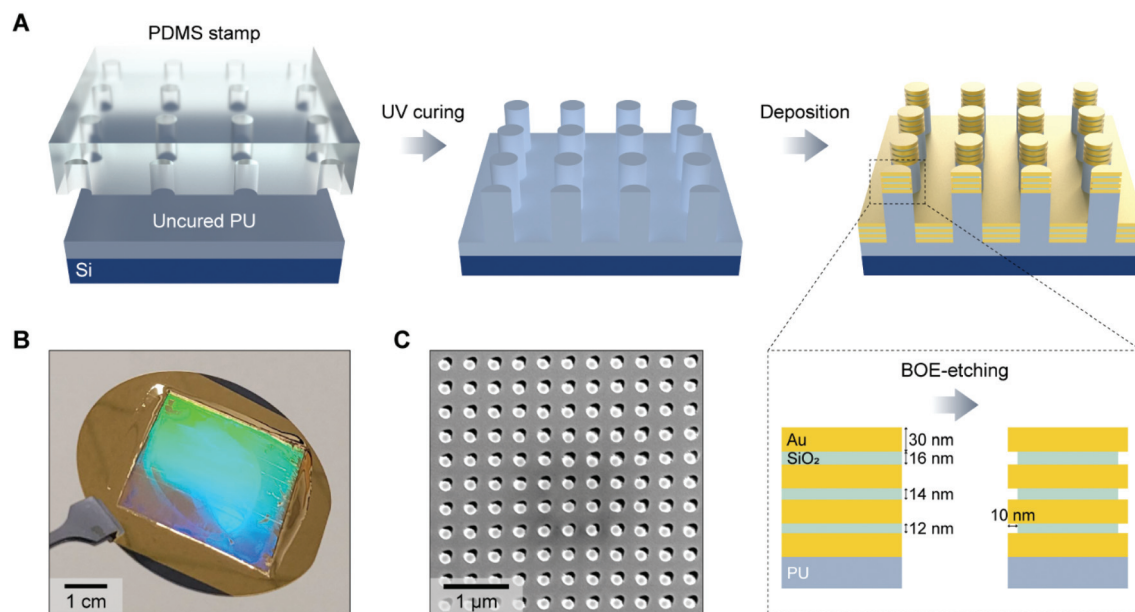 A
PDMS stamp
UV curing
Deposition
Uncured PU
Si
B
C
1 cm
1 µm
BOE-etching
Au
30 nm
SiO₂
16 nm
14 nm
12 nm
10 nm
PU